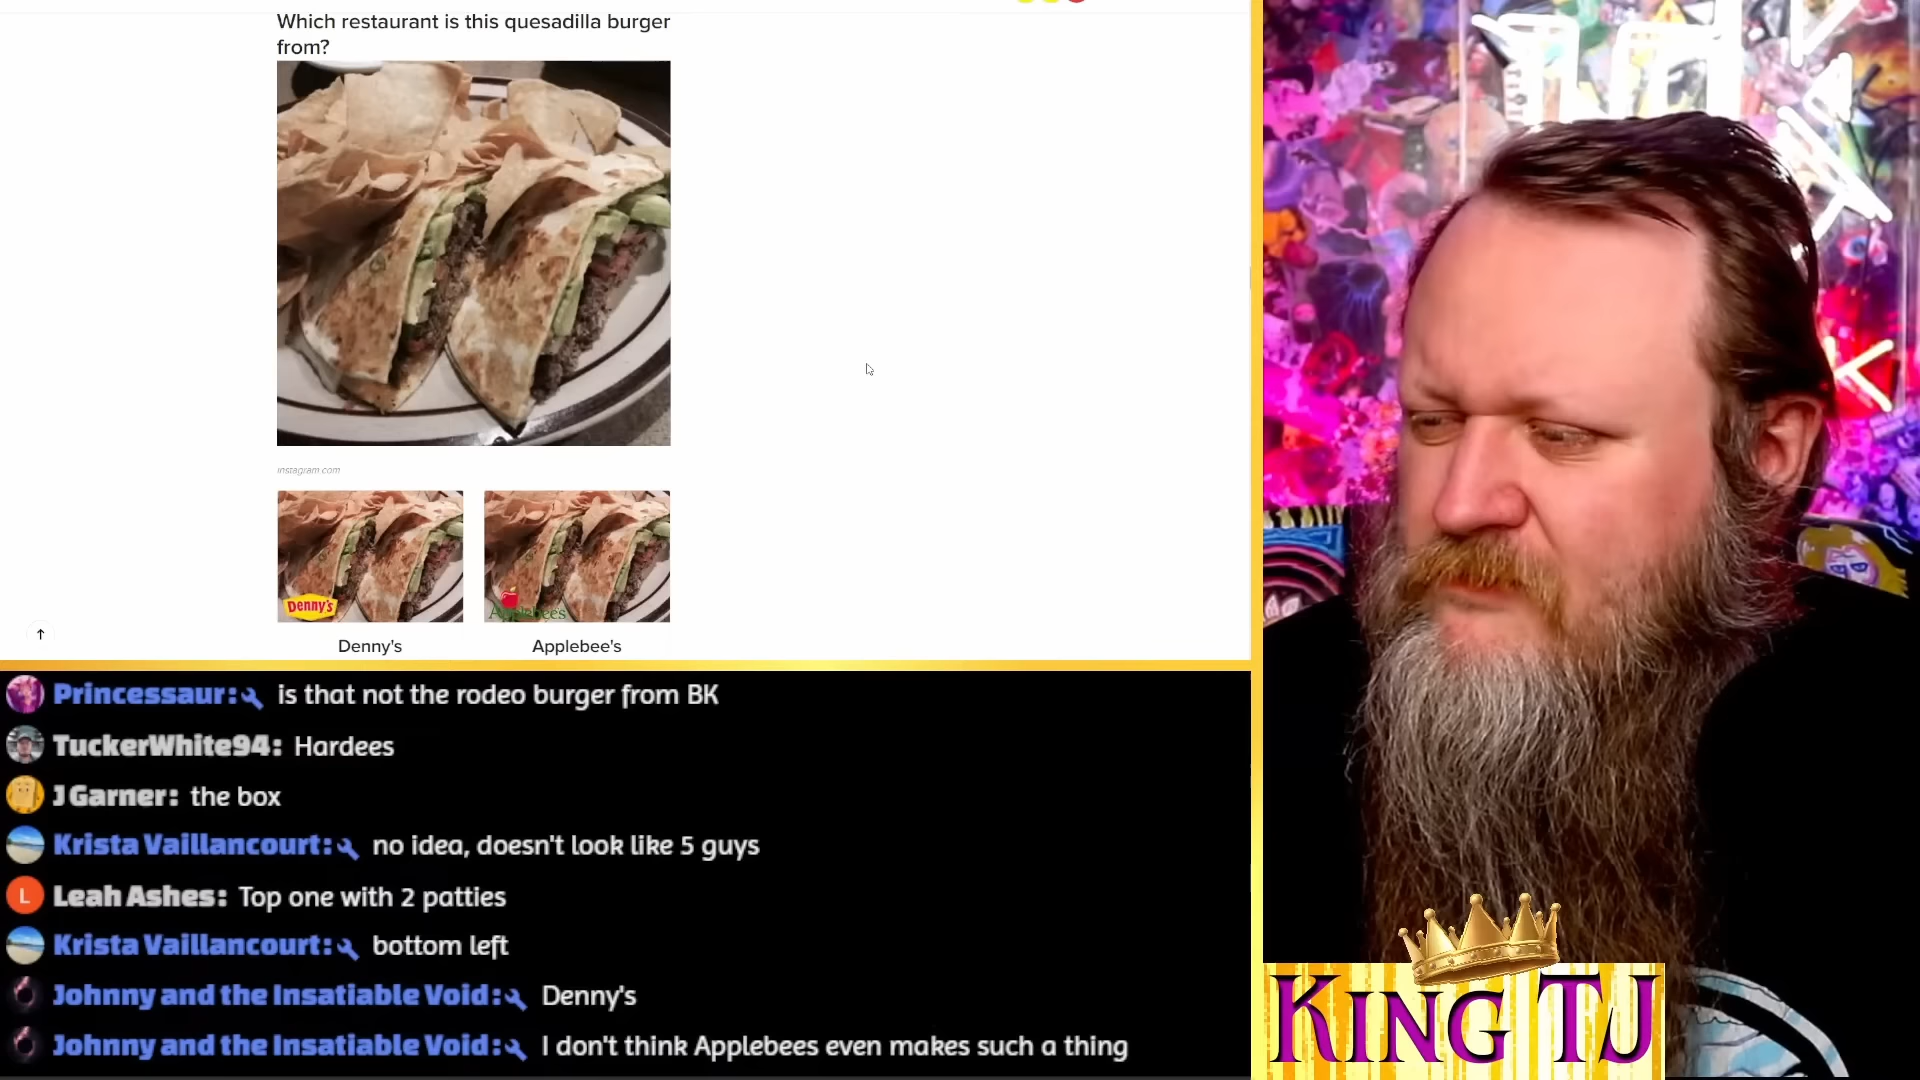 Which restaurant is this quesadilla burger
from?
instagram.com
Denny's
Applebee's
Denny's
Applebee's
↑
Princessaur: is that not the rodeo burger from BK
TuckerWhite94: Hardees
J Garner: the box
Krista Vaillancourt: no idea, doesn't look like 5 guys
L
Leah Ashes: Top one with 2 patties
Krista Vaillancourt: bottom left
Johnny and the Insatiable Void: Denny's
Johnny and the Insatiable Void: I don't think Applebees even makes such a thing
KING TJ